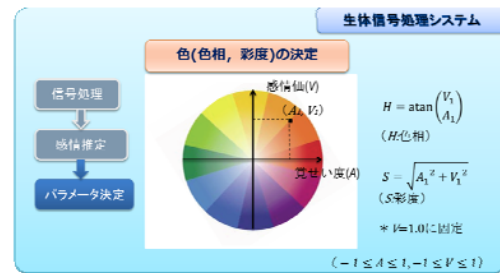 生体信号処理システム
色(色相，彩度)の決定
信号処理
感情推定
パラメータ決定
感情価(V)
(A₁, V₁)
覚せい度(A)
H = atan(V₁/A₁)
(H:色相)
S = √(A₁² + V₁²)
(S:彩度)
＊V=1.0に固定
(−1 ≤ A ≤ 1, −1 ≤ V ≤ 1)